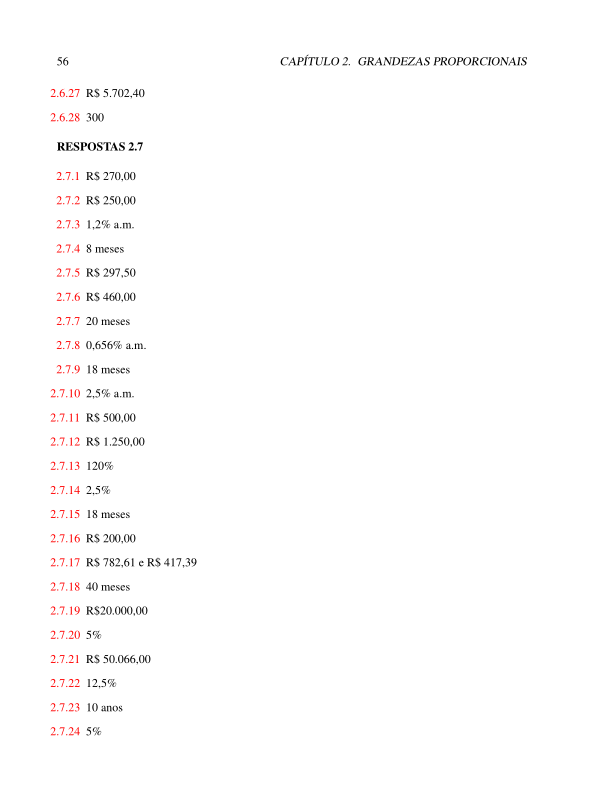 56 CAPÍTULO 2. GRANDEZAS PROPORCIONAIS
2.6.27 R$ 5.702,40
2.6.28 300
RESPOSTAS 2.7
2.7.1 R$ 270,00
2.7.2 R$ 250,00
2.7.3 1,2% a.m.
2.7.4 8 meses
2.7.5 R$ 297,50
2.7.6 R$ 460,00
2.7.7 20 meses
2.7.8 0,656% a.m.
2.7.9 18 meses
2.7.10 2,5% a.m.
2.7.11 R$ 500,00
2.7.12 R$ 1.250,00
2.7.13 120%
2.7.14 2,5%
2.7.15 18 meses
2.7.16 R$ 200,00
2.7.17 R$ 782,61 e R$ 417,39
2.7.18 40 meses
2.7.19 R$20.000,00
2.7.20 5%
2.7.21 R$ 50.066,00
2.7.22 12,5%
2.7.23 10 anos
2.7.24 5%